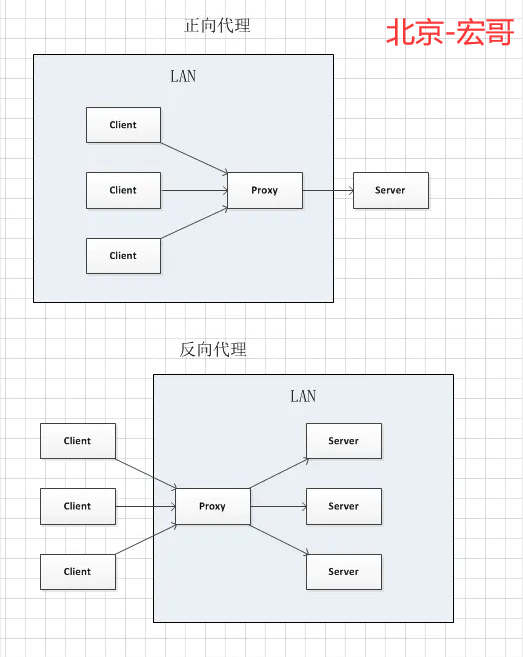 正向代理
北京-宏哥
LAN
Client
Client
Proxy
Server
Client
反向代理
LAN
Client
Server
Client
Proxy
Server
Client
Server